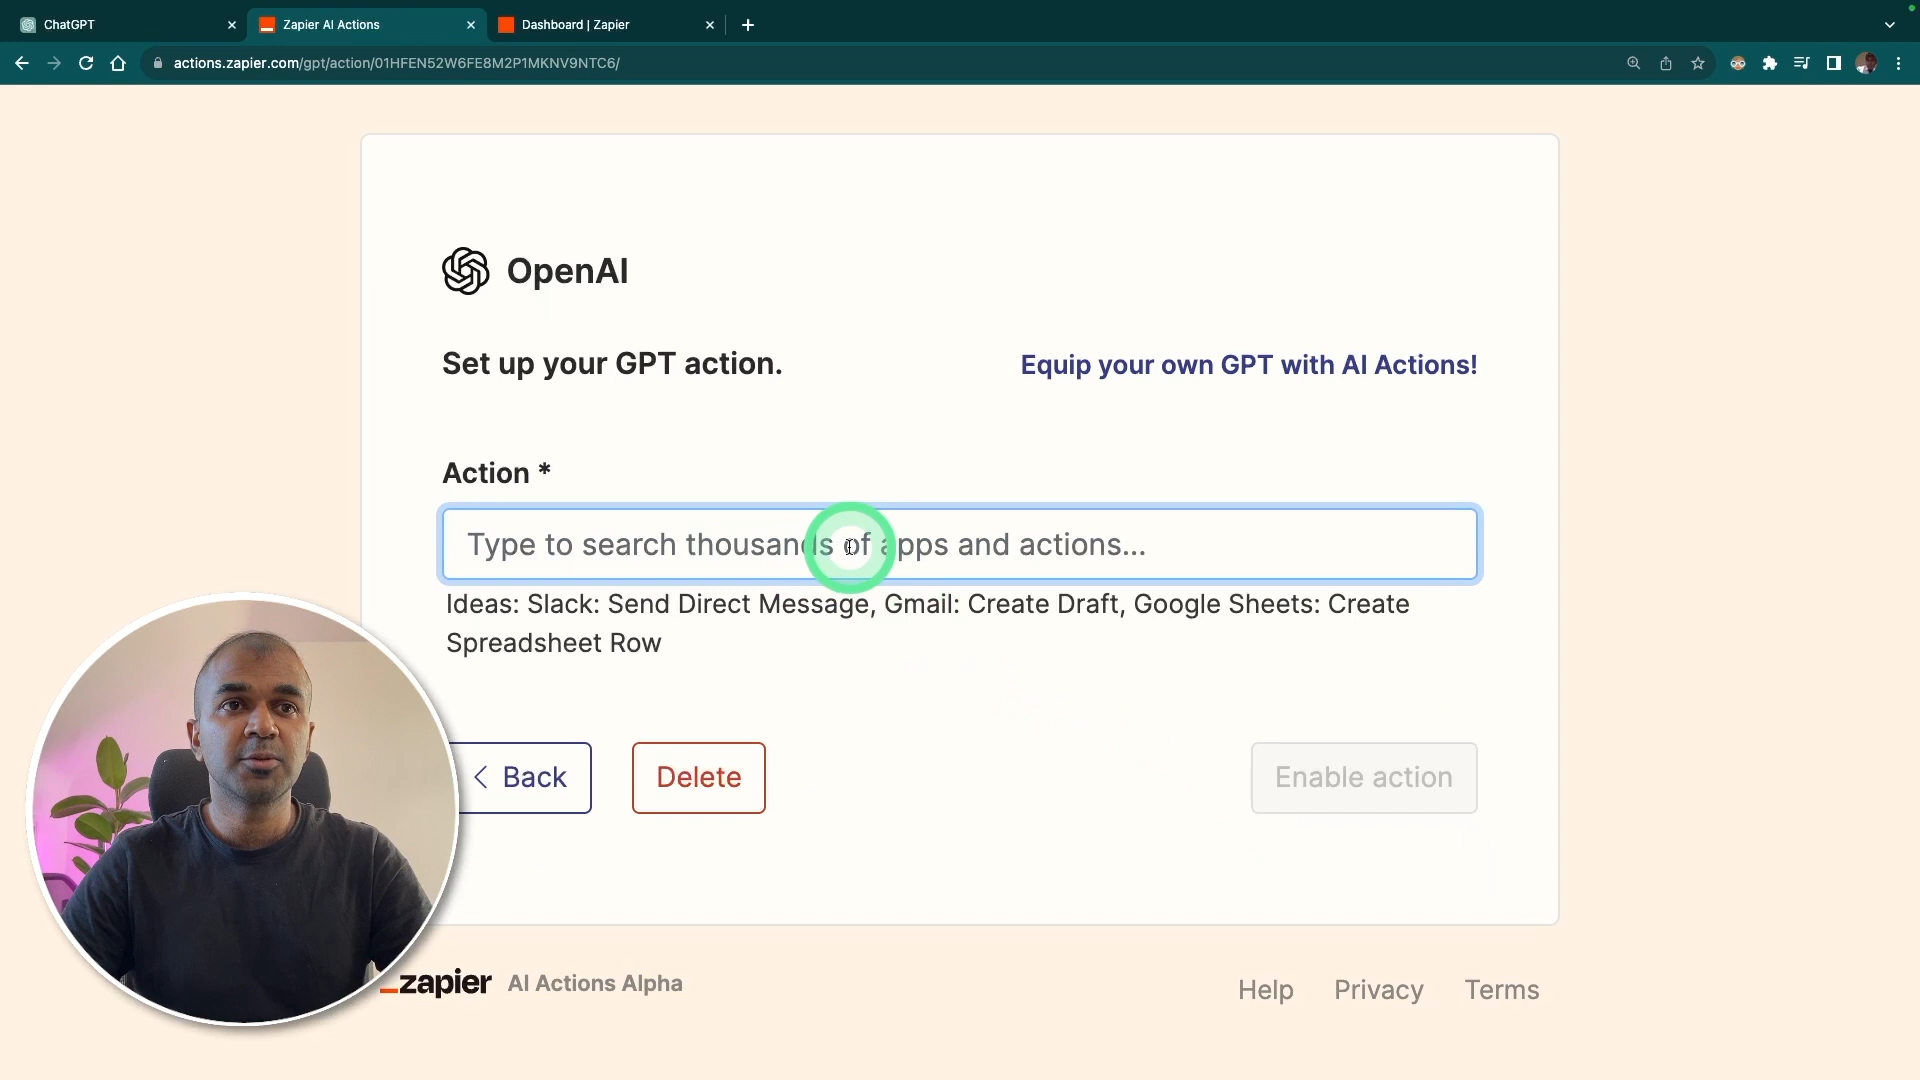 ChatGPT
Zapier AI Actions
Dashboard | Zapier
actions.zapier.com/gpt/action/01HFEN52W6FE8M2P1MKNV9NTC6/
OpenAI
Set up your GPT action.
Equip your own GPT with AI Actions!
Action *
Type to search thousands of apps and actions...
Ideas: Slack: Send Direct Message, Gmail: Create Draft, Google Sheets: Create
Spreadsheet Row
Back
Delete
Enable action
zapier AI Actions Alpha
Help
Privacy
Terms